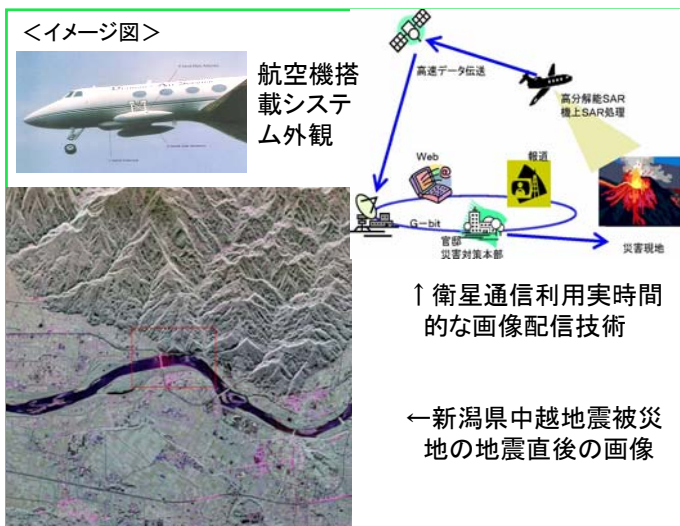 ＜イメージ図＞
航空機搭
載システ
ム外観
高速データ伝送
高分解能SAR
機上SAR処理
Web
報道
G－bit
官邸
災害対策本部
災害現地
↑衛星通信利用実時間
的な画像配信技術
←新潟県中越地震被災
地の地震直後の画像